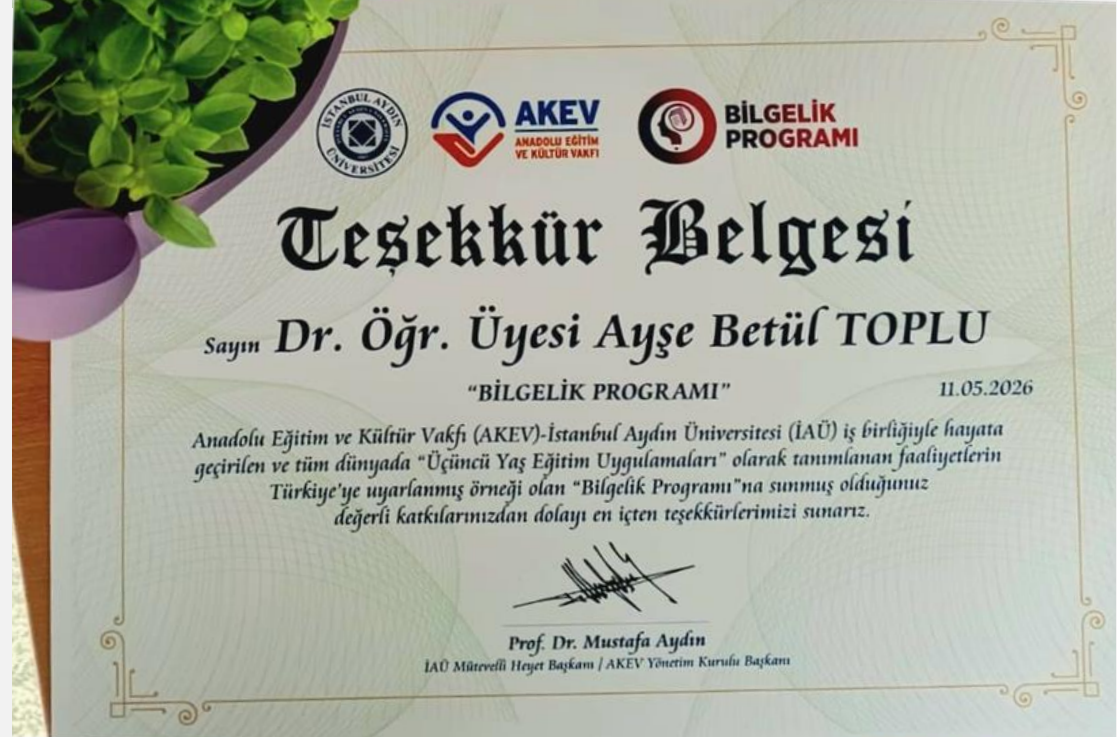 İSTANBUL AYDIN ÜNİVERSİTESİ
AKEV
ANADOLU EĞİTİM
VE KÜLTÜR VAKFI
BİLGELİK
PROGRAMI
Teşekkür Belgesi
Sayın Dr. Öğr. Üyesi Ayşe Betül TOPLU
"BİLGELİK PROGRAMI" 11.05.2026
Anadolu Eğitim ve Kültür Vakfı (AKEV)-İstanbul Aydın Üniversitesi (İAÜ) iş birliğiyle hayata
geçirilen ve tüm dünyada "Üçüncü Yaş Eğitim Uygulamaları" olarak tanımlanan faaliyetlerin
Türkiye'ye uyarlanmış örneği olan "Bilgelik Programı"na sunmuş olduğunuz
değerli katkılarınızdan dolayı en içten teşekkürlerimizi sunarız.
Prof. Dr. Mustafa Aydın
İAÜ Mütevelli Heyet Başkanı / AKEV Yönetim Kurulu Başkanı